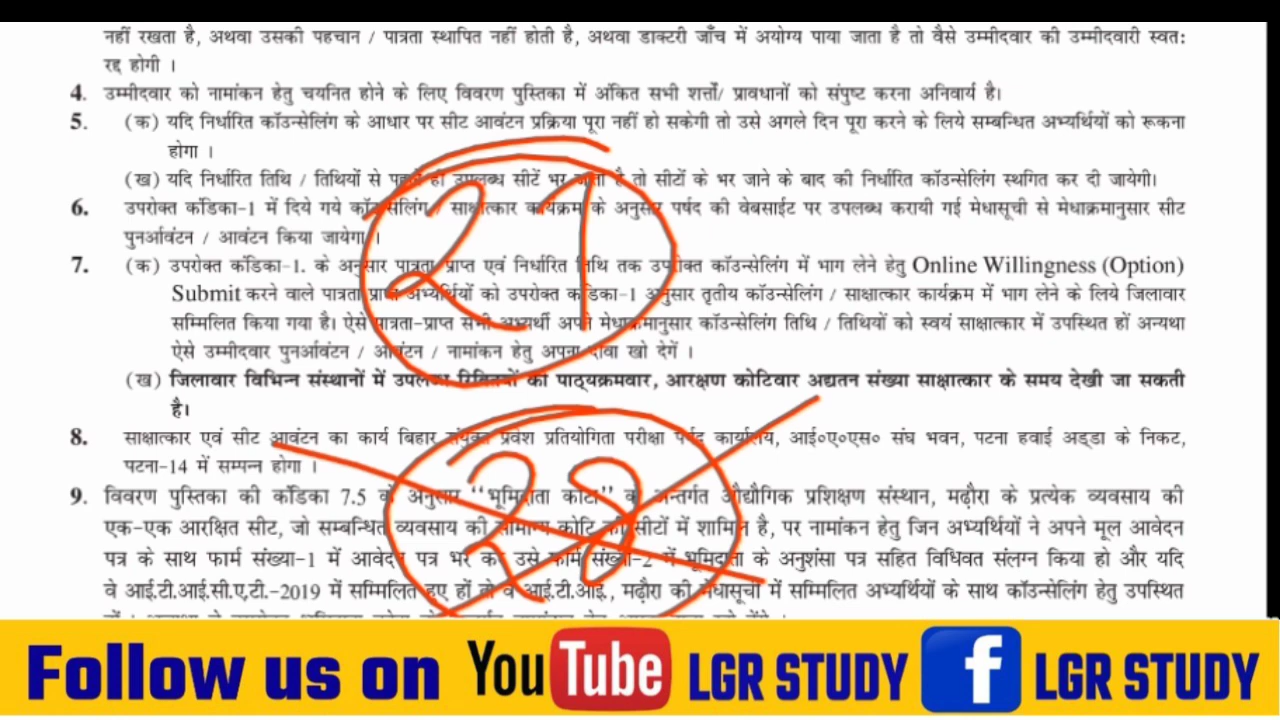 नहीं रखता है, अथवा उसकी पहचान / पात्रता स्थापित नहीं होती है, अथवा डाक्टरी जाँच में अयोग्य पाया जाता है तो वैसे उम्मीदवार की उम्मीदवारी स्वत:
रद्द होगी ।
4. उम्मीदवार को नामांकन हेतु चयनित होने के लिए विवरण पुस्तिका में अंकित सभी शर्त्तो/ प्रावधानों को संपुष्ट करना अनिवार्य है।
5. (क) यदि निर्धारित कॉउन्सेलिंग के आधार पर सीट आवंटन प्रक्रिया पूरा नहीं हो सकेगी तो उसे अगले दिन पूरा करने के लिये सम्बन्धित अभ्यर्थियों को रूकना
होगा ।
(ख) यदि निर्धारित तिथि / तिथियों से पहले ही उपलब्ध सीटें भर जाता है तो सीटों के भर जाने के बाद की निर्धारित कॉउन्सेलिंग स्थगित कर दी जायेगी।
6. उपरोक्त कंडिका-1 में दिये गये कॉउन्सेलिंग / साक्षात्कार कार्यक्रम के अनुसार पर्षद की वेबसाईट पर उपलब्ध करायी गई मेधासूची से मेधाक्रमानुसार सीट
पुनर्आवंटन / आवंटन किया जायेगा ।
7. (क) उपरोक्त कंडिका-1. के अनुसार पात्रता प्राप्त एवं निर्धारित तिथि तक उपरोक्त कॉउन्सेलिंग में भाग लेने हेतु Online Willingness (Option)
Submit करने वाले पात्रता प्राप्त अभ्यर्थियों को उपरोक्त कंडिका-1 अनुसार तृतीय कॉउन्सेलिंग / साक्षात्कार कार्यक्रम में भाग लेने के लिये जिलावार
सम्मिलित किया गया है। ऐसे पात्रता-प्राप्त सभी अभ्यर्थी अपने मेधाक्रमानुसार कॉउन्सेलिंग तिथि / तिथियों को स्वयं साक्षात्कार में उपस्थित हों अन्यथा
ऐसे उम्मीदवार पुनर्आवंटन / आवंटन / नामांकन हेतु अपना दावा खो देगें ।
(ख) जिलावार विभिन्न संस्थानों में उपलब्ध रिक्तियों की पाठ्यक्रमवार, आरक्षण कोटिवार अद्यतन संख्या साक्षात्कार के समय देखी जा सकती
है।
8. साक्षात्कार एवं सीट आवंटन का कार्य बिहार संयुक्त प्रवेश प्रतियोगिता परीक्षा पर्षद कार्यालय, आई०ए०एस० संघ भवन, पटना हवाई अड्डा के निकट,
पटना-14 में सम्पन्न होगा ।
9. विवरण पुस्तिका की कंडिका 7.5 के अनुसार "भूमिदाता कोटा" के अन्तर्गत औद्योगिक प्रशिक्षण संस्थान, मढ़ौरा के प्रत्येक व्यवसाय की
एक-एक आरक्षित सीट, जो सम्बन्धित व्यवसाय की सामान्य कोटि की सीटों में शामिल है, पर नामांकन हेतु जिन अभ्यर्थियों ने अपने मूल आवेदन
पत्र के साथ फार्म संख्या-1 में आवेदन पत्र भर कर उसे फार्म संख्या-2 में भूमिदाता के अनुशंसा पत्र सहित विधिवत संलग्न किया हो और यदि
वे आई.टी.आई.सी.ए.टी.-2019 में सम्मिलित हुए हों तो वे आई.टी.आई., मढ़ौरा की मेधासूची में सम्मिलित अभ्यर्थियों के साथ कॉउन्सेलिंग हेतु उपस्थित
21
28
Follow us on YouTube LGR STUDY f LGR STUDY